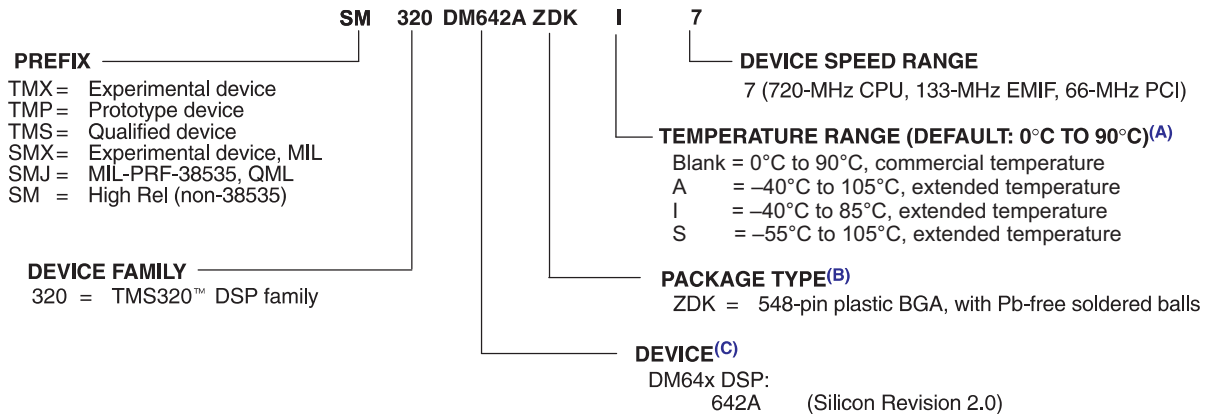 SM 320 DM642A ZDK I 7
PREFIX
TMX = Experimental device
TMP = Prototype device
TMS = Qualified device
SMX = Experimental device, MIL
SMJ = MIL-PRF-38535, QML
SM = High Rel (non-38535)
DEVICE FAMILY
320 = TMS320™ DSP family
DEVICE SPEED RANGE
7 (720-MHz CPU, 133-MHz EMIF, 66-MHz PCI)
TEMPERATURE RANGE (DEFAULT: 0°C TO 90°C)(A)
Blank = 0°C to 90°C, commercial temperature
A = –40°C to 105°C, extended temperature
I = –40°C to 85°C, extended temperature
S = –55°C to 105°C, extended temperature
PACKAGE TYPE(B)
ZDK = 548-pin plastic BGA, with Pb-free soldered balls
DEVICE(C)
DM64x DSP:
642A (Silicon Revision 2.0)